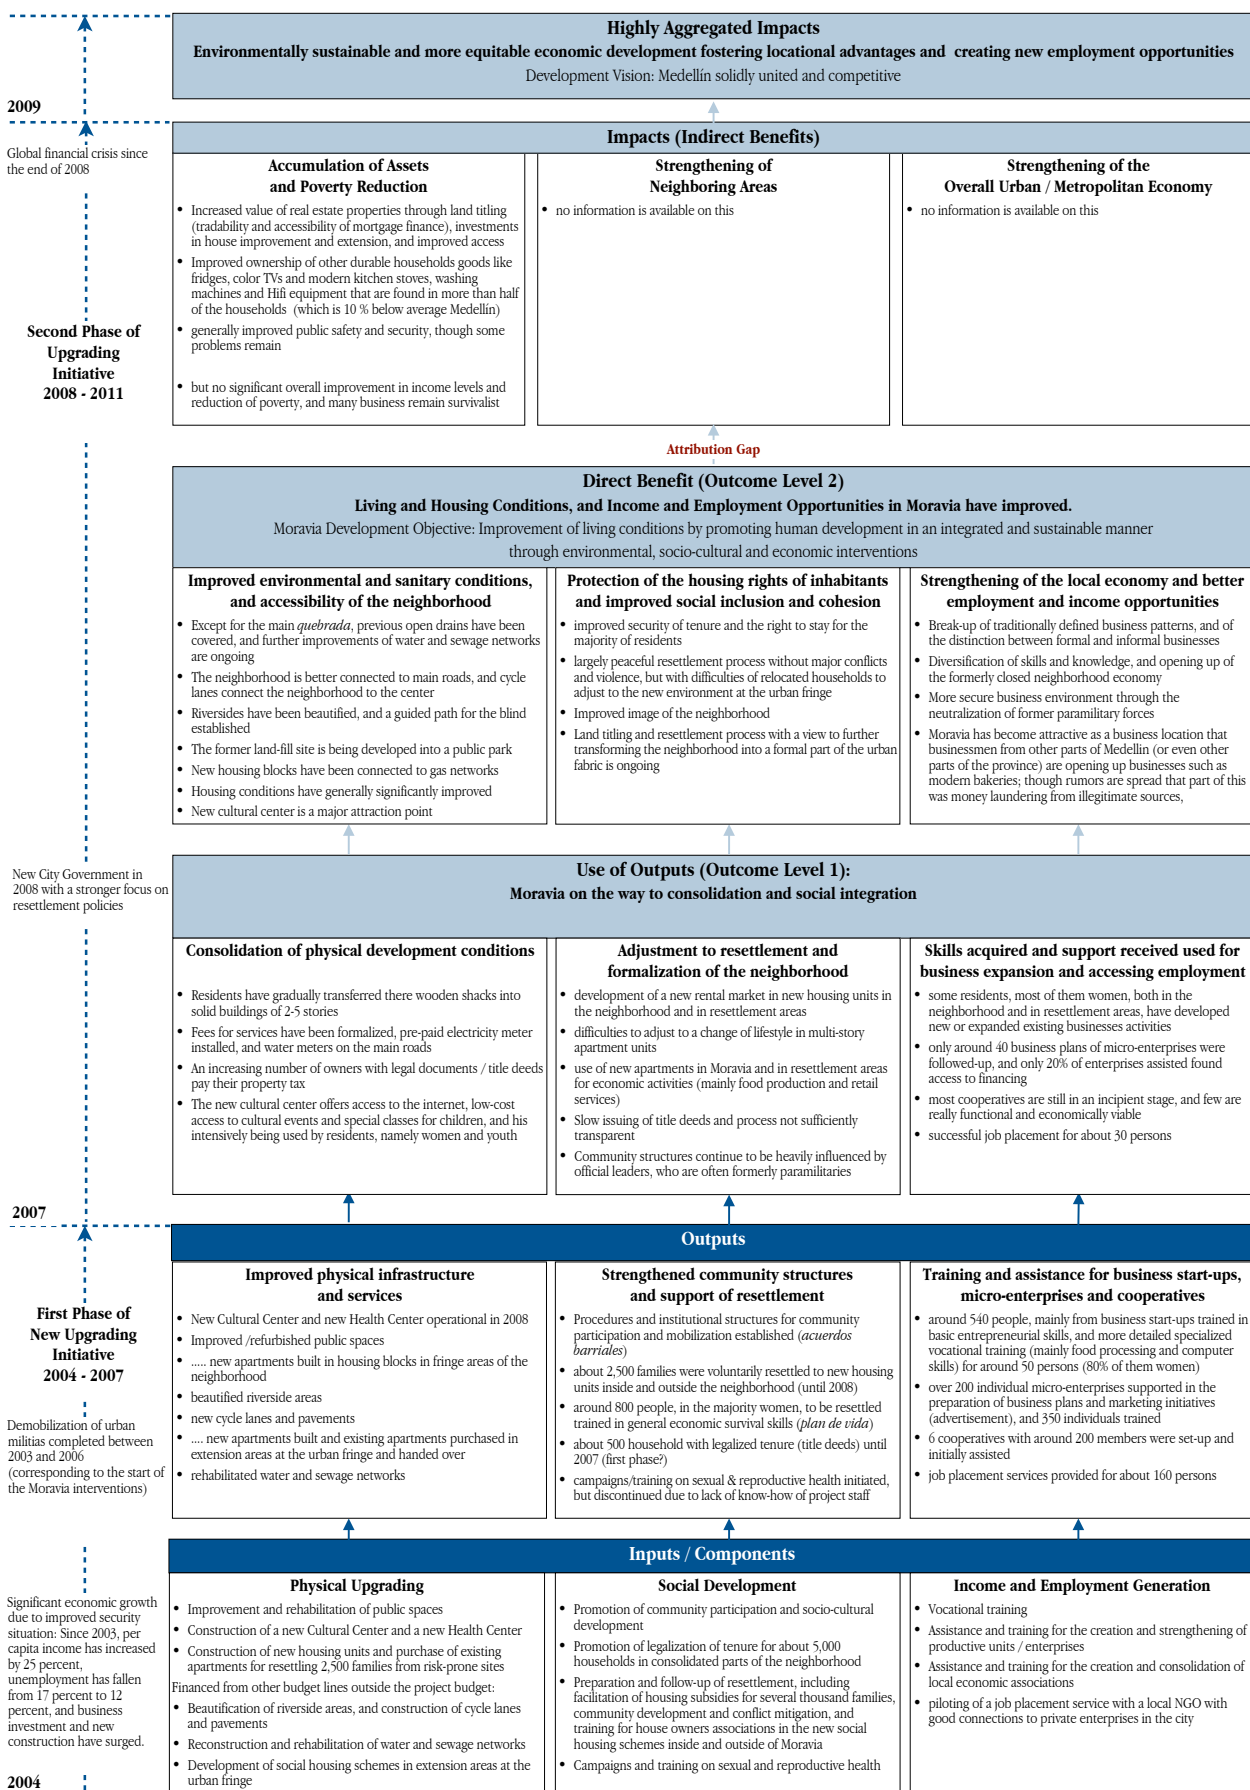 Highly Aggregated Impacts
Environmentally sustainable and more equitable economic development fostering locational advantages and creating new employment opportunities
Development Vision: Medellín solidly united and competitive
2009
Global financial crisis since
the end of 2008
Impacts (Indirect Benefits)
Accumulation of Assets
and Poverty Reduction
• Increased value of real estate properties through land titling
(tradability and accessibility of mortgage finance), investments
in house improvement and extension, and improved access
• Improved ownership of other durable households goods like
fridges, color TVs and modern kitchen stoves, washing
machines and Hifi equipment that are found in more than half
of the households (which is 10 % below average Medellín)
• generally improved public safety and security, though some
problems remain
• but no significant overall improvement in income levels and
reduction of poverty, and many business remain survivalist
Strengthening of
Neighboring Areas
• no information is available on this
Strengthening of the
Overall Urban / Metropolitan Economy
• no information is available on this
Second Phase of
Upgrading
Initiative
2008 - 2011
Attribution Gap
Direct Benefit (Outcome Level 2)
Living and Housing Conditions, and Income and Employment Opportunities in Moravia have improved.
Moravia Development Objective: Improvement of living conditions by promoting human development in an integrated and sustainable manner
through environmental, socio-cultural and economic interventions
Improved environmental and sanitary conditions,
and accessibility of the neighborhood
• Except for the main quebrada, previous open drains have been
covered, and further improvements of water and sewage networks
are ongoing
• The neighborhood is better connected to main roads, and cycle
lanes connect the neighborhood to the center
• Riversides have been beautified, and a guided path for the blind
established
• The former land-fill site is being developed into a public park
• New housing blocks have been connected to gas networks
• Housing conditions have generally significantly improved
• New cultural center is a major attraction point
Protection of the housing rights of inhabitants
and improved social inclusion and cohesion
• improved security of tenure and the right to stay for the
majority of residents
• largely peaceful resettlement process without major conflicts
and violence, but with difficulties of relocated households to
adjust to the new environment at the urban fringe
• Improved image of the neighborhood
• Land titling and resettlement process with a view to further
transforming the neighborhood into a formal part of the urban
fabric is ongoing
Strengthening of the local economy and better
employment and income opportunities
• Break-up of traditionally defined business patterns, and of
the distinction between formal and informal businesses
• Diversification of skills and knowledge, and opening up of
the formerly closed neighborhood economy
• More secure business environment through the
neutralization of former paramilitary forces
• Moravia has become attractive as a business location that
businessmen from other parts of Medellin (or even other
parts of the province) are opening up businesses such as
modern bakeries; though rumors are spread that part of this
was money laundering from illegitimate sources,
New City Government in
2008 with a stronger focus on
resettlement policies
Use of Outputs (Outcome Level 1):
Moravia on the way to consolidation and social integration
Consolidation of physical development conditions
• Residents have gradually transferred there wooden shacks into
solid buildings of 2-5 stories
• Fees for services have been formalized, pre-paid electricity meter
installed, and water meters on the main roads
• An increasing number of owners with legal documents / title deeds
pay their property tax
• The new cultural center offers access to the internet, low-cost
access to cultural events and special classes for children, and his
intensively being used by residents, namely women and youth
Adjustment to resettlement and
formalization of the neighborhood
• development of a new rental market in new housing units in
the neighborhood and in resettlement areas
• difficulties to adjust to a change of lifestyle in multi-story
apartment units
• use of new apartments in Moravia and in resettlement areas
for economic activities (mainly food production and retail
services)
• Slow issuing of title deeds and process not sufficiently
transparent
• Community structures continue to be heavily influenced by
official leaders, who are often formerly paramilitaries
Skills acquired and support received used for
business expansion and accessing employment
• some residents, most of them women, both in the
neighborhood and in resettlement areas, have developed
new or expanded existing businesses activities
• only around 40 business plans of micro-enterprises were
followed-up, and only 20% of enterprises assisted found
access to financing
• most cooperatives are still in an incipient stage, and few are
really functional and economically viable
• successful job placement for about 30 persons
2007
Outputs
Improved physical infrastructure
and services
• New Cultural Center and new Health Center operational in 2008
• Improved /refurbished public spaces
• ..... new apartments built in housing blocks in fringe areas of the
neighborhood
• beautified riverside areas
• new cycle lanes and pavements
• .... new apartments built and existing apartments purchased in
extension areas at the urban fringe and handed over
• rehabilitated water and sewage networks
Strengthened community structures
and support of resettlement
• Procedures and institutional structures for community
participation and mobilization established (acuerdos
barriales)
• about 2,500 families were voluntarily resettled to new housing
units inside and outside the neighborhood (until 2008)
• around 800 people, in the majority women, to be resettled
trained in general economic survival skills (plan de vida)
• about 500 household with legalized tenure (title deeds) until
2007 (first phase?)
• campaigns/training on sexual & reproductive health initiated,
but discontinued due to lack of know-how of project staff
Training and assistance for business start-ups,
micro-enterprises and cooperatives
• around 540 people, mainly from business start-ups trained in
basic entrepreneurial skills, and more detailed specialized
vocational training (mainly food processing and computer
skills) for around 50 persons (80% of them women)
• over 200 individual micro-enterprises supported in the
preparation of business plans and marketing initiatives
(advertisement), and 350 individuals trained
• 6 cooperatives with around 200 members were set-up and
initially assisted
• job placement services provided for about 160 persons
First Phase of
New Upgrading
Initiative
2004 - 2007
Demobilization of urban
militias completed between
2003 and 2006
(corresponding to the start of
the Moravia interventions)
Inputs / Components
Physical Upgrading
• Improvement and rehabilitation of public spaces
• Construction of a new Cultural Center and a new Health Center
• Construction of new housing units and purchase of existing
apartments for resettling 2,500 families from risk-prone sites
Financed from other budget lines outside the project budget:
• Beautification of riverside areas, and construction of cycle lanes
and pavements
• Reconstruction and rehabilitation of water and sewage networks
• Development of social housing schemes in extension areas at the
urban fringe
Social Development
• Promotion of community participation and socio-cultural
development
• Promotion of legalization of tenure for about 5,000
households in consolidated parts of the neighborhood
• Preparation and follow-up of resettlement, including
facilitation of housing subsidies for several thousand families,
community development and conflict mitigation, and
training for house owners associations in the new social
housing schemes inside and outside of Moravia
• Campaigns and training on sexual and reproductive health
Income and Employment Generation
• Vocational training
• Assistance and training for the creation and strengthening of
productive units / enterprises
• Assistance and training for the creation and consolidation of
local economic associations
• piloting of a job placement service with a local NGO with
good connections to private enterprises in the city
Significant economic growth
due to improved security
situation: Since 2003, per
capita income has increased
by 25 percent,
unemployment has fallen
from 17 percent to 12
percent, and business
investment and new
construction have surged.
2004